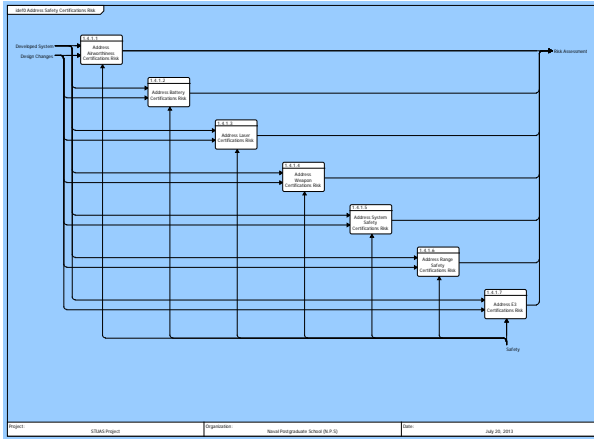 idef0 Address Safety Certifications Risk
Developed System
Design Changes
1.4.1.1
Address
Airworthiness
Certifications Risk
Risk Assessment
1.4.1.2
Address Battery
Certifications Risk
1.4.1.3
Address Laser
Certifications Risk
1.4.1.4
Address
Weapon
Certifications Risk
1.4.1.5
Address System
Safety
Certifications Risk
1.4.1.6
Address Range
Safety
Certifications Risk
1.4.1.7
Address E3
Certifications Risk
Safety
Project:
STUAS Project
Organization:
Naval Postgraduate School (N.P.S)
Date:
July 20, 2013